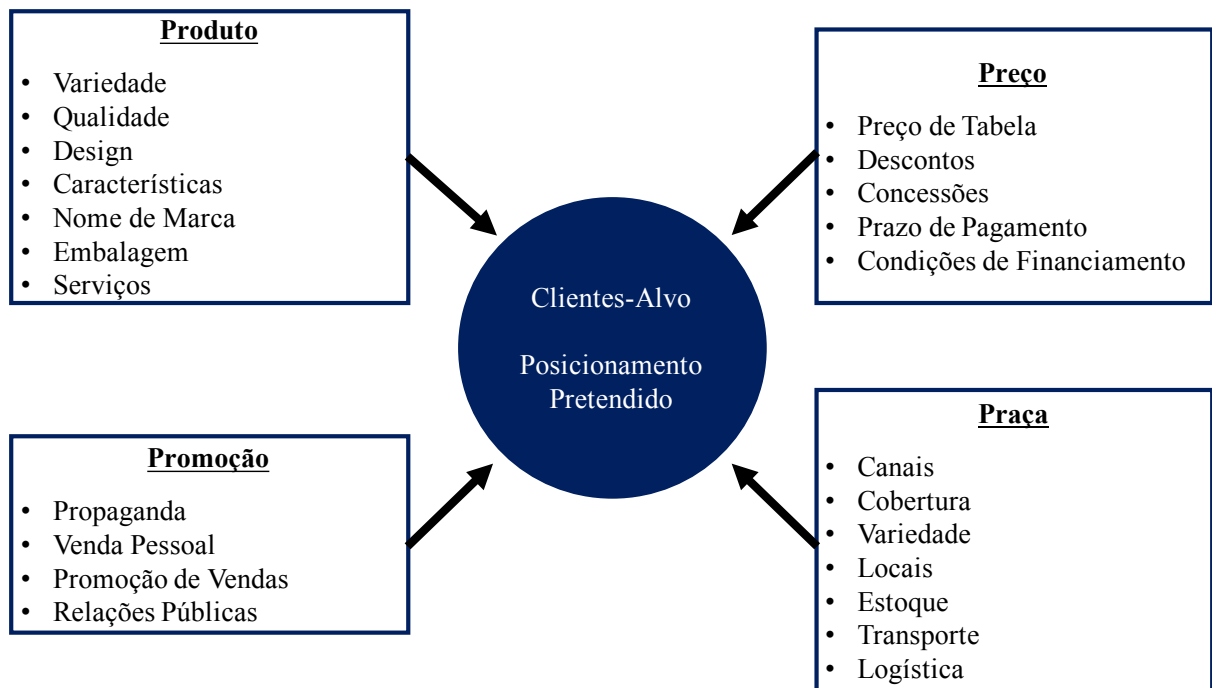 Produto
• Variedade
• Qualidade
• Design
• Características
• Nome de Marca
• Embalagem
• Serviços
Preço
• Preço de Tabela
• Descontos
• Concessões
• Prazo de Pagamento
• Condições de Financiamento
Clientes-Alvo
Posicionamento
Pretendido
Promoção
• Propaganda
• Venda Pessoal
• Promoção de Vendas
• Relações Públicas
Praça
• Canais
• Cobertura
• Variedade
• Locais
• Estoque
• Transporte
• Logística